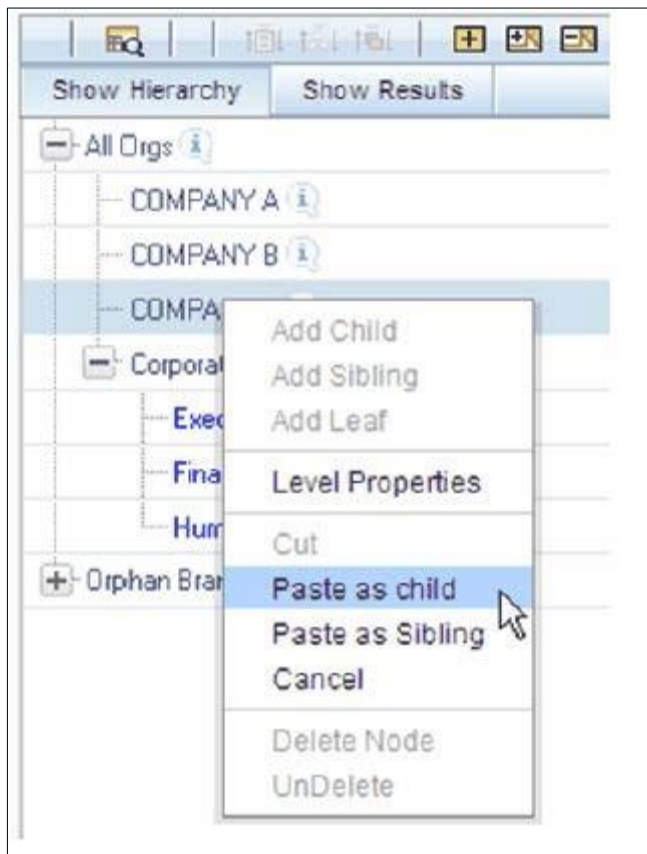 Show Hierarchy Show Results
All Orgs
COMPANY A
COMPANY B
COMPA
Corporat
Exec
Fina
Hum
Orphan Bran
Add Child
Add Sibling
Add Leaf
Level Properties
Cut
Paste as child
Paste as Sibling
Cancel
Delete Node
UnDelete